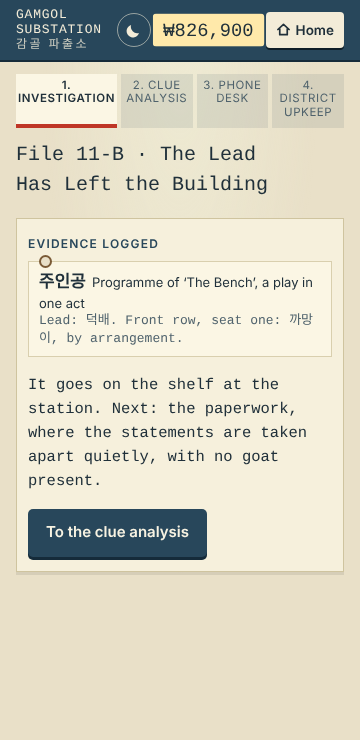 GAMGOL
SUBSTATION
감골 파출소
₩826,900
Home
1.
INVESTIGATION
2. CLUE
ANALYSIS
3. PHONE
DESK
4.
DISTRICT
UPKEEP
File 11-B · The Lead
Has Left the Building
EVIDENCE LOGGED
주인공 Programme of ‘The Bench’, a play in
one act
Lead: 덕배. Front row, seat one: 까망
이, by arrangement.
It goes on the shelf at the
station. Next: the paperwork,
where the statements are taken
apart quietly, with no goat
present.
To the clue analysis